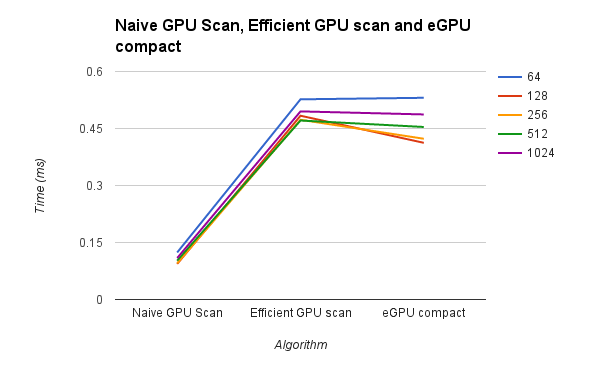 Naive GPU Scan, Efficient GPU scan and eGPU
compact
0.6
0.45
0.3
0.15
0
Time (ms)
Naive GPU Scan
Efficient GPU scan
eGPU compact
Algorithm
64
128
256
512
1024